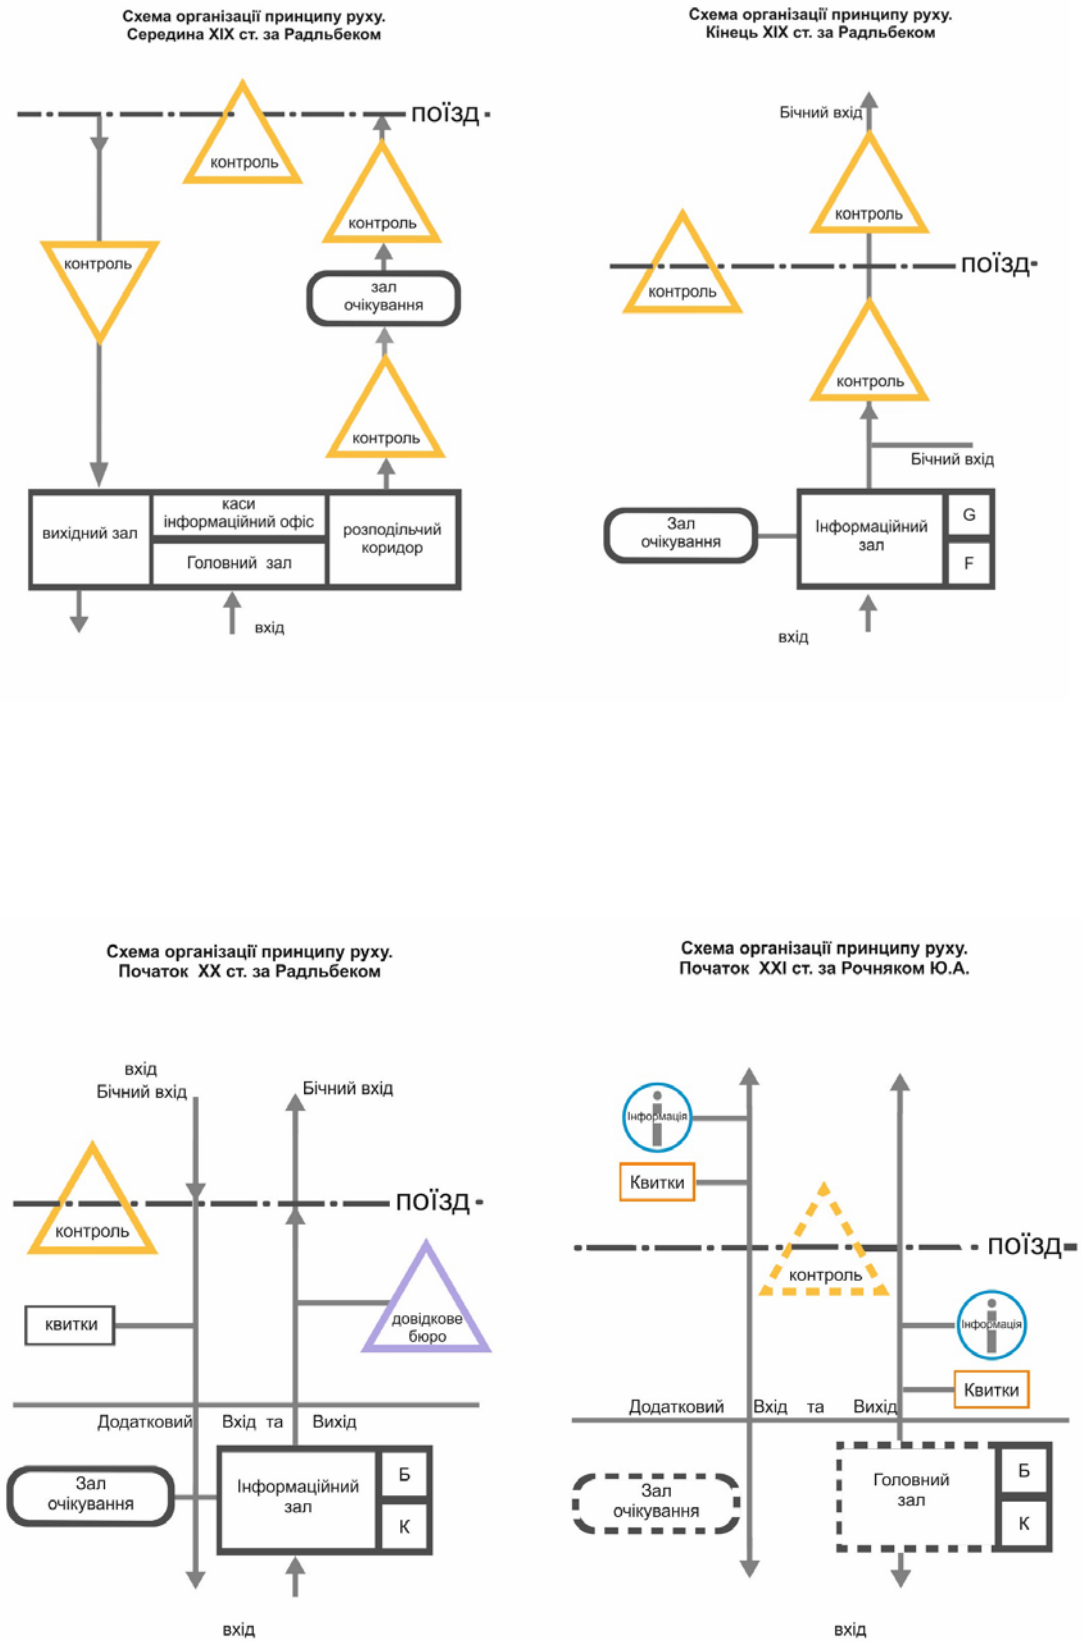 Схема організації принципу руху.
Середина XIX ст. за Радльбеком
поїзд
контроль
контроль
контроль
зал
очікування
контроль
вихідний зал
каси
інформаційний офіс
Головний зал
розподільчий
коридор
вхід
Схема організації принципу руху.
Кінець XIX ст. за Радльбеком
Бічний вхід
контроль
поїзд
контроль
контроль
Бічний вхід
Зал
очікування
Інформаційний
зал
G
F
вхід
Схема організації принципу руху.
Початок XX ст. за Радльбеком
вхід
Бічний вхід
Бічний вхід
поїзд
контроль
квитки
довідкове
бюро
Додатковий Вхід та Вихід
Зал
очікування
Інформаційний
зал
Б
К
вхід
Схема організації принципу руху.
Початок XXI ст. за Рочняком Ю.А.
Інформація
Квитки
поїзд
контроль
Інформація
Квитки
Додатковий Вхід та Вихід
Зал
очікування
Головний
зал
Б
К
вхід